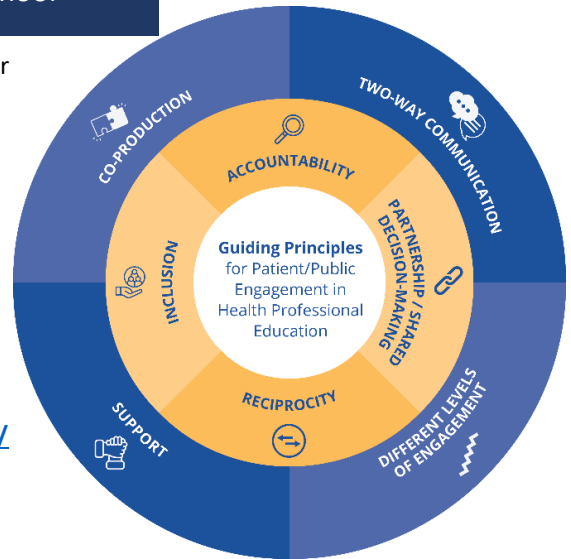 r
CO-PRODUCTION
TWO-WAY COMMUNICATION
ACCOUNTABILITY
INCLUSION
Guiding Principles
for Patient/Public
Engagement in
Health Professional
Education
PARTNERSHIP / SHARED
DECISION-MAKING
RECIPROCITY
SUPPORT
DIFFERENT LEVELS
OF ENGAGEMENT